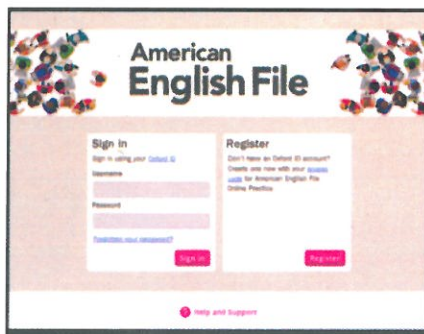 American
English File
Sign in
Sign in using your Oxford ID
Username
Password
Forgotten your password?
Sign in
Register
Don't have an Oxford ID account?
Create one now with your access
code for American English File
Online Practice
Register
? Help and Support